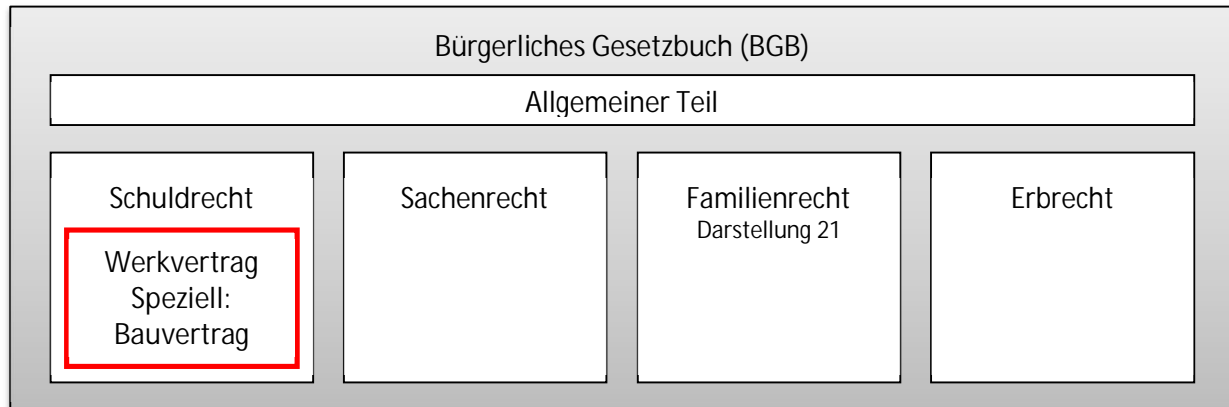 Bürgerliches Gesetzbuch (BGB)
Allgemeiner Teil
Schuldrecht
Werkvertrag
Speziell:
Bauvertrag
Sachenrecht
Familienrecht
Darstellung 21
Erbrecht